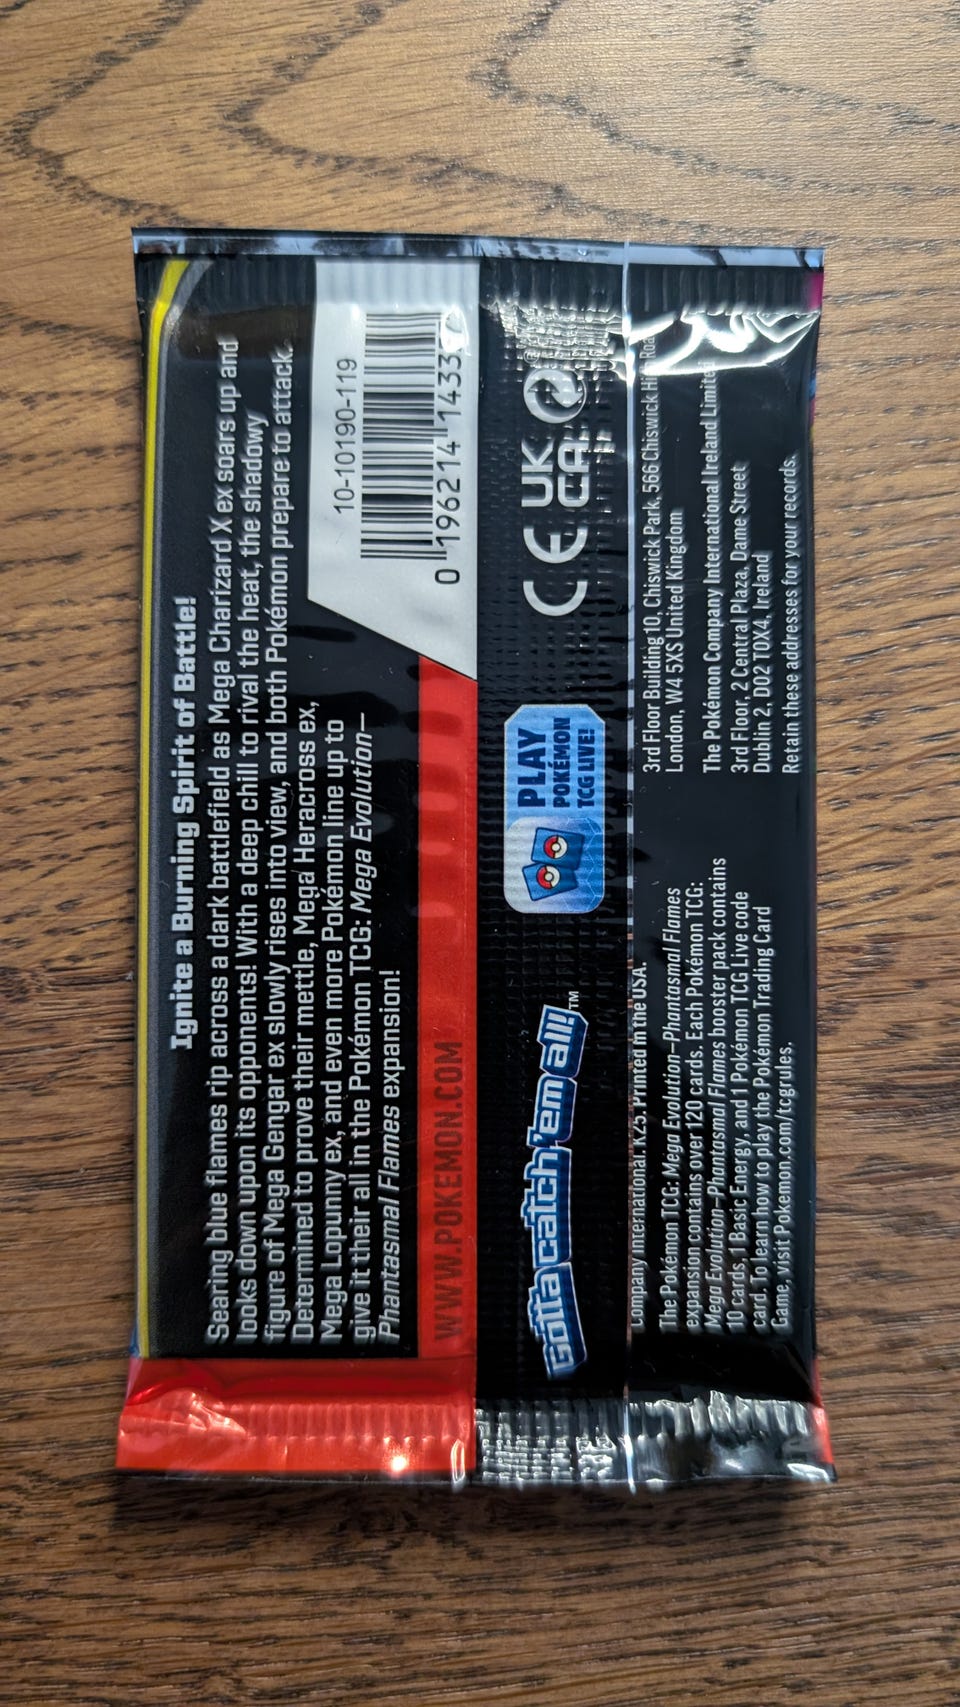 Ignite a Burning Spirit of Battle!
Searing blue flames rip across a dark battlefield as Mega Charizard X ex soars up and
looks down upon its opponents! With a deep chill to rival the heat, the shadowy
figure of Mega Gengar ex slowly rises into view, and both Pokémon prepare to attack.
Determined to prove their mettle, Mega Heracross ex,
Mega Lopunny ex, and even more Pokémon line up to
give it their all in the Pokémon TCG: Mega Evolution—
Phantasmal Flames expansion!
10-10190-119
0 196214 1433
WWW.POKEMON.COM
Gotta catch 'em all!™
PLAY
POKÉMON
TCG LIVE!
CE UK
CA
Company International. K25. Printed in the USA.
The Pokémon TCG: Mega Evolution—Phantasmal Flames
expansion contains over 120 cards. Each Pokémon TCG:
Mega Evolution—Phantasmal Flames booster pack contains
10 cards, 1 Basic Energy, and 1 Pokémon TCG Live code
card. To learn how to play the Pokémon Trading Card
Game, visit Pokemon.com/tcgrules.
3rd Floor Building 10, Chiswick Park, 566 Chiswick High Roa
London, W4 5XS United Kingdom
The Pokémon Company International Ireland Limited
3rd Floor, 2 Central Plaza, Dame Street
Dublin 2, D02 T0X4, Ireland
Retain these addresses for your records.